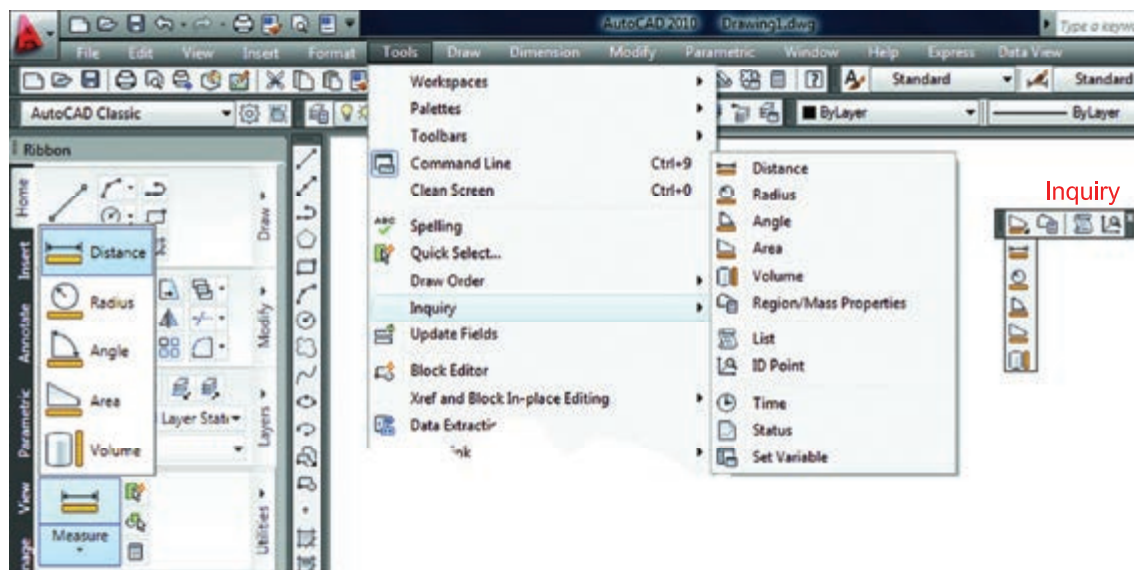 AutoCAD 2010 Drawing1.dwg
Type a keyw
File Edit View Insert Format Tools Draw Dimension Modify Parametric Window Help Express Data View
Standard
Standard
AutoCAD Classic
ByLayer
ByLayer
Ribbon
Home
Insert
Annotate
Parametric
View
Draw
Modify
Layer Stat
Layers
Utilities
Distance
Radius
Angle
Area
Volume
Measure
Workspaces
Palettes
Toolbars
Command Line Ctrl+9
Clean Screen Ctrl+0
ABC
Spelling
Quick Select...
Draw Order
Inquiry
Update Fields
Block Editor
Xref and Block In-place Editing
Data Extractio
Distance
Radius
Angle
Area
Volume
Region/Mass Properties
List
ID Point
Time
Status
Set Variable
Inquiry